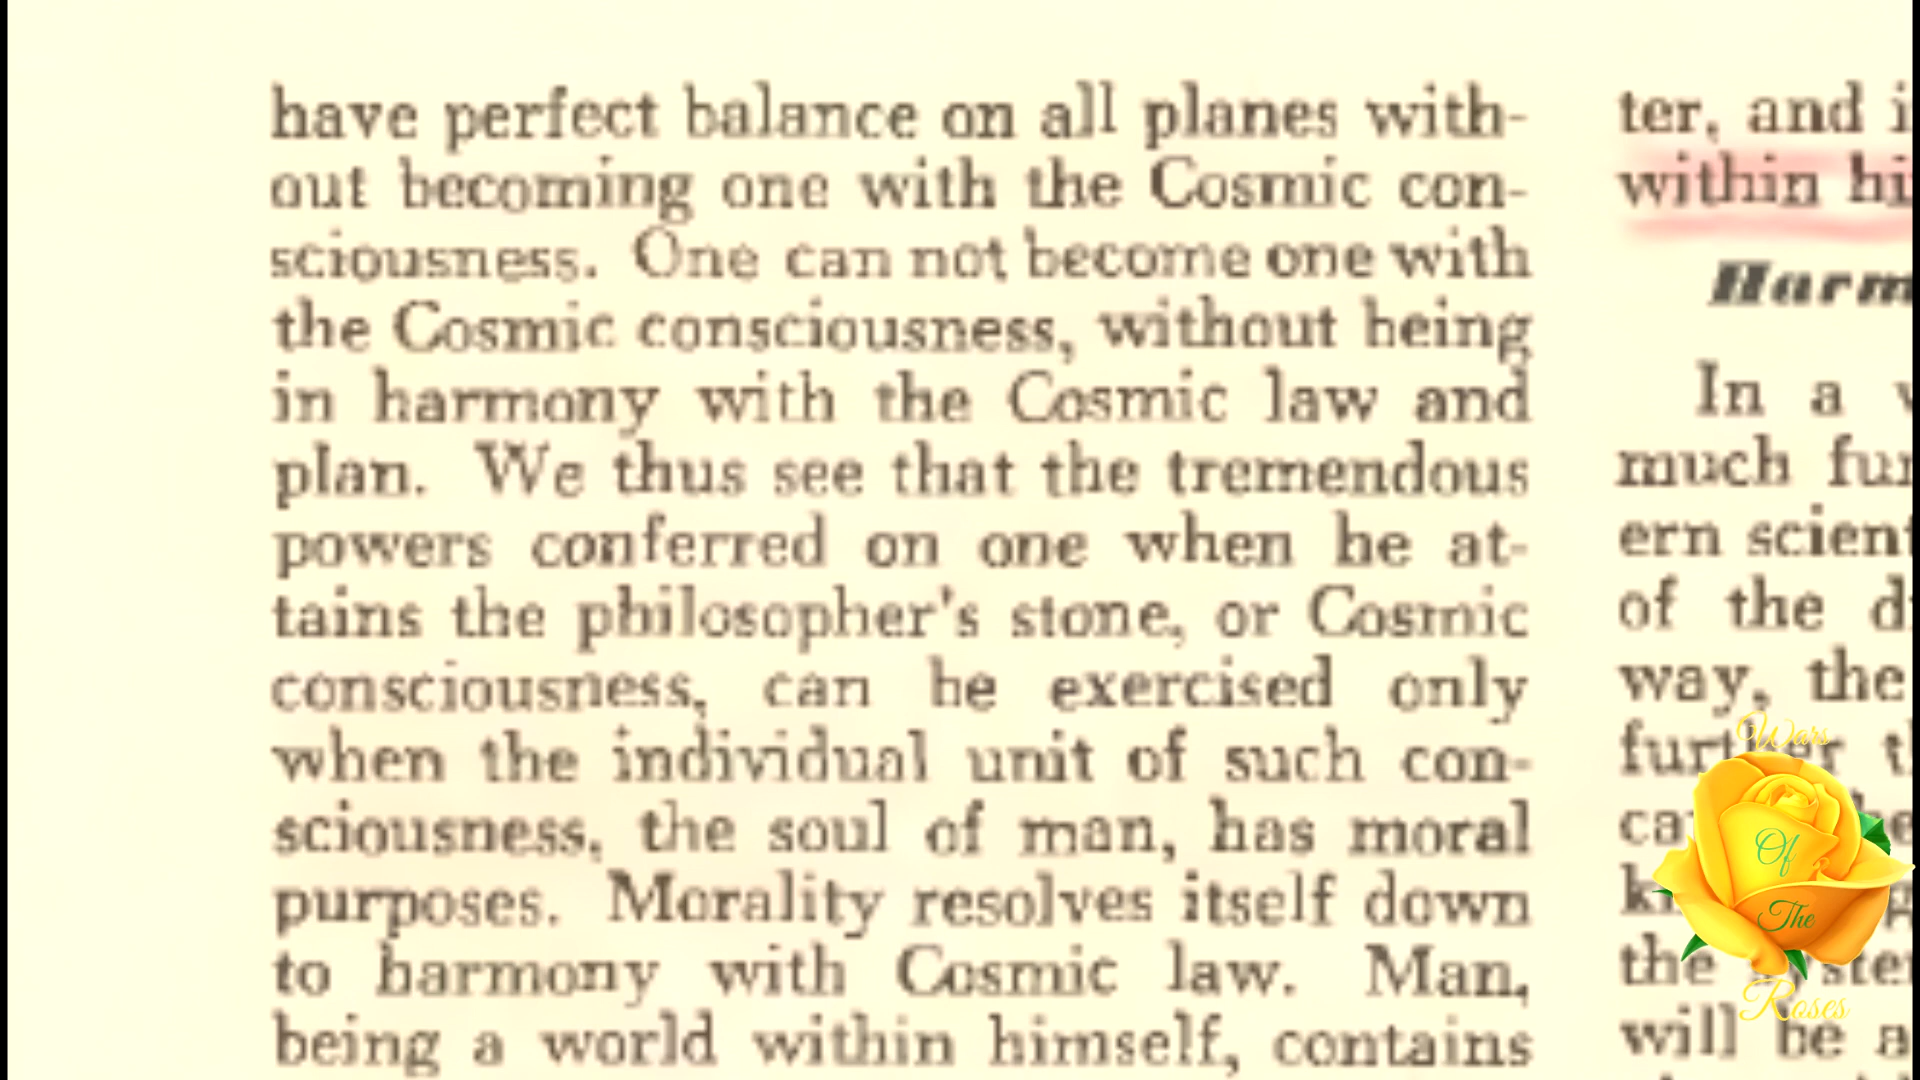 have perfect balance on all planes with-
out becoming one with the Cosmic con-
sciousness. One can not become one with
the Cosmic consciousness, without being
in harmony with the Cosmic law and
plan. We thus see that the tremendous
powers conferred on one when he at-
tains the philosopher's stone, or Cosmic
consciousness, can be exercised only
when the individual unit of such con-
sciousness, the soul of man, has moral
purposes. Morality resolves itself down
to harmony with Cosmic law. Man,
being a world within himself, contains
ter, and
within
In a
much
ern
of the
way, the
the
will be
Wars
Of
The
Roses